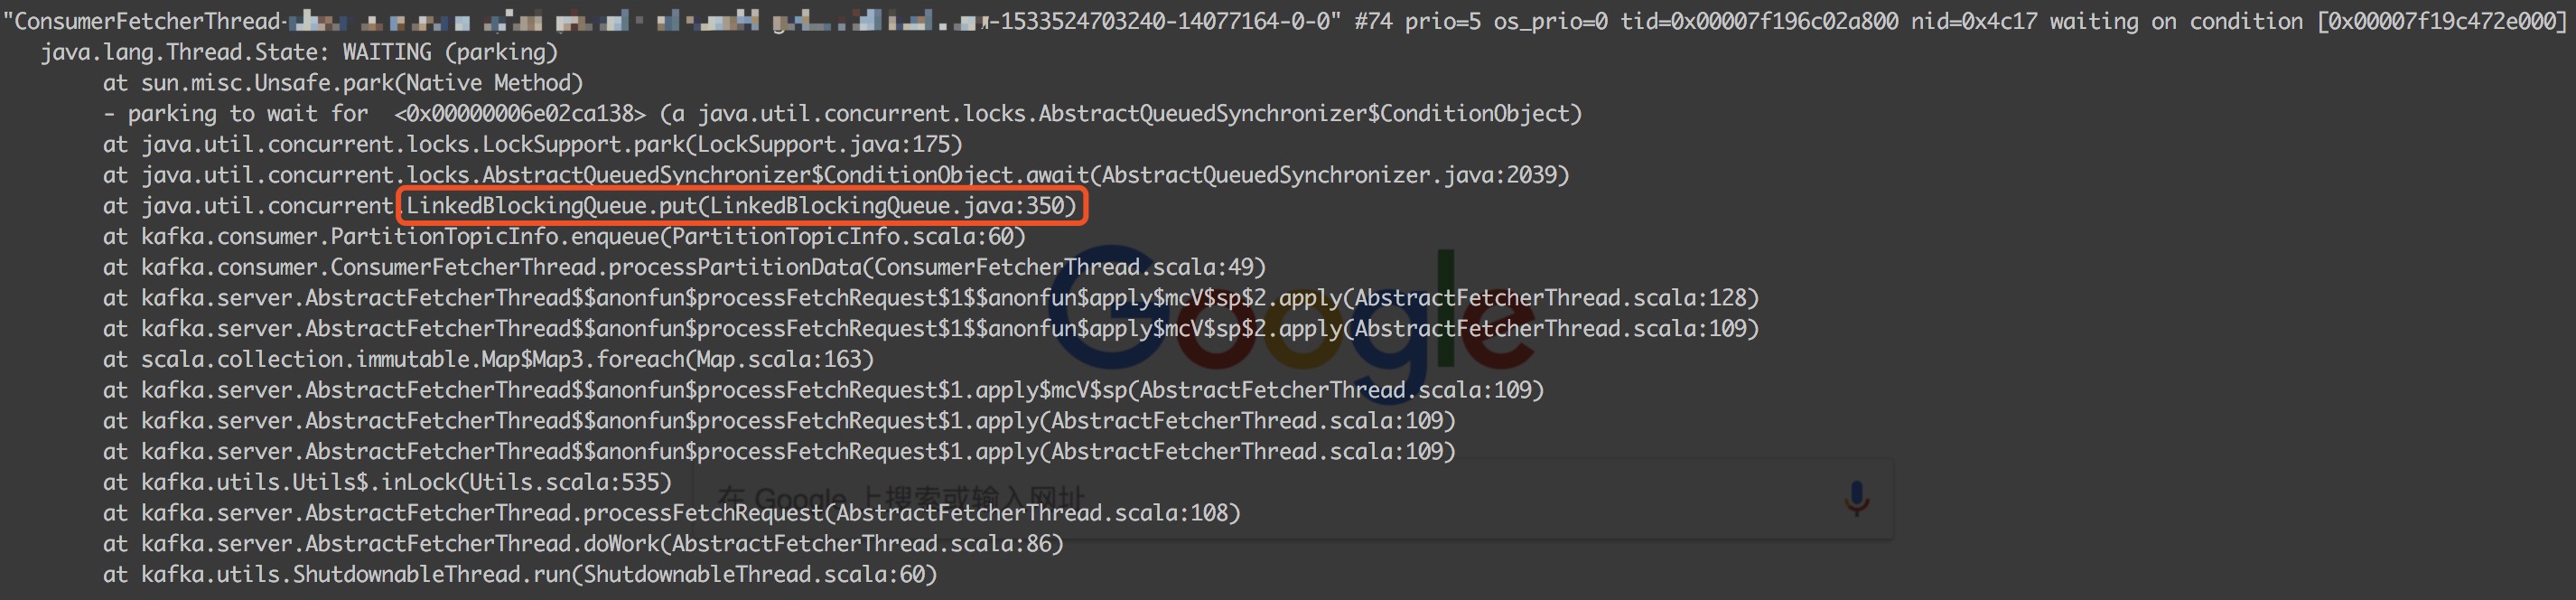 "ConsumerFetcherThread- -1533524703240-14077164-0-0" #74 prio=5 os_prio=0 tid=0x00007f196c02a800 nid=0x4c17 waiting on condition [0x00007f19c472e000]
java.lang.Thread.State: WAITING (parking)
at sun.misc.Unsafe.park(Native Method)
- parking to wait for <0x00000006e02ca138> (a java.util.concurrent.locks.AbstractQueuedSynchronizer$ConditionObject)
at java.util.concurrent.locks.LockSupport.park(LockSupport.java:175)
at java.util.concurrent.locks.AbstractQueuedSynchronizer$ConditionObject.await(AbstractQueuedSynchronizer.java:2039)
at java.util.concurrent.LinkedBlockingQueue.put(LinkedBlockingQueue.java:350)
at kafka.consumer.PartitionTopicInfo.enqueue(PartitionTopicInfo.scala:60)
at kafka.consumer.ConsumerFetcherThread.processPartitionData(ConsumerFetcherThread.scala:49)
at kafka.server.AbstractFetcherThread$$anonfun$processFetchRequest$1$$anonfun$apply$mcV$sp$2.apply(AbstractFetcherThread.scala:128)
at kafka.server.AbstractFetcherThread$$anonfun$processFetchRequest$1$$anonfun$apply$mcV$sp$2.apply(AbstractFetcherThread.scala:109)
Google
at scala.collection.immutable.Map$Map3.foreach(Map.scala:163)
at kafka.server.AbstractFetcherThread$$anonfun$processFetchRequest$1.apply$mcV$sp(AbstractFetcherThread.scala:109)
at kafka.server.AbstractFetcherThread$$anonfun$processFetchRequest$1.apply(AbstractFetcherThread.scala:109)
at kafka.server.AbstractFetcherThread$$anonfun$processFetchRequest$1.apply(AbstractFetcherThread.scala:109)
at kafka.utils.Utils$.inLock(Utils.scala:535)
在 Google 上搜索或输入网址
at kafka.server.AbstractFetcherThread.processFetchRequest(AbstractFetcherThread.scala:108)
at kafka.server.AbstractFetcherThread.doWork(AbstractFetcherThread.scala:86)
at kafka.utils.ShutdownableThread.run(ShutdownableThread.scala:60)